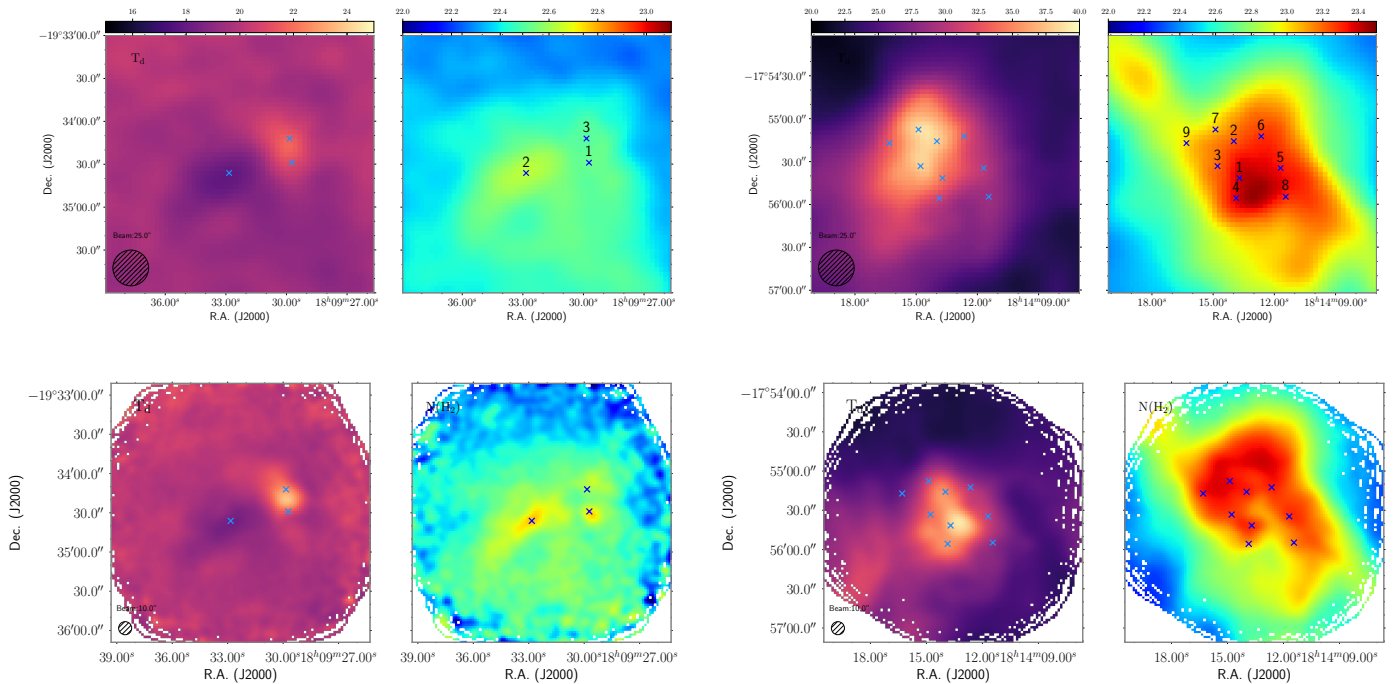 16 18 20 22 24
22.0 22.2 22.4 22.6 22.8 23.0
20.0 22.5 25.0 27.5 30.0 32.5 35.0 37.5 40.0
22.0 22.2 22.4 22.6 22.8 23.0 23.2 23.4
−19°33′00.0″
30.0″
34′00.0″
30.0″
35′00.0″
30.0″
Dec. (J2000)
T_d
Beam:25.0″
36.00ˢ 33.00ˢ 30.00ˢ 18ʰ09ᵐ27.00ˢ
R.A. (J2000)
3
1
2
36.00ˢ 33.00ˢ 30.00ˢ 18ʰ09ᵐ27.00ˢ
R.A. (J2000)
−17°54′30.0″
55′00.0″
30.0″
56′00.0″
30.0″
57′00.0″
Dec. (J2000)
Beam:25.0″
18.00ˢ 15.00ˢ 12.00ˢ 18ʰ14ᵐ09.00ˢ
R.A. (J2000)
7
2 6
9
3 5
1
4 8
18.00ˢ 15.00ˢ 12.00ˢ 18ʰ14ᵐ09.00ˢ
R.A. (J2000)
−19°33′00.0″
30.0″
34′00.0″
30.0″
35′00.0″
30.0″
36′00.0″
Dec. (J2000)
T_d
Beam:10.0″
39.00ˢ 36.00ˢ 33.00ˢ 30.00ˢ 18ʰ09ᵐ27.00ˢ
R.A. (J2000)
N(H₂)
39.00ˢ 36.00ˢ 33.00ˢ 30.00ˢ 18ʰ09ᵐ27.00ˢ
R.A. (J2000)
−17°54′00.0″
30.0″
55′00.0″
30.0″
56′00.0″
30.0″
57′00.0″
Dec. (J2000)
Beam:10.0″
18.00ˢ 15.00ˢ 12.00ˢ 18ʰ14ᵐ09.00ˢ
R.A. (J2000)
N(H₂)
18.00ˢ 15.00ˢ 12.00ˢ 18ʰ14ᵐ09.00ˢ
R.A. (J2000)